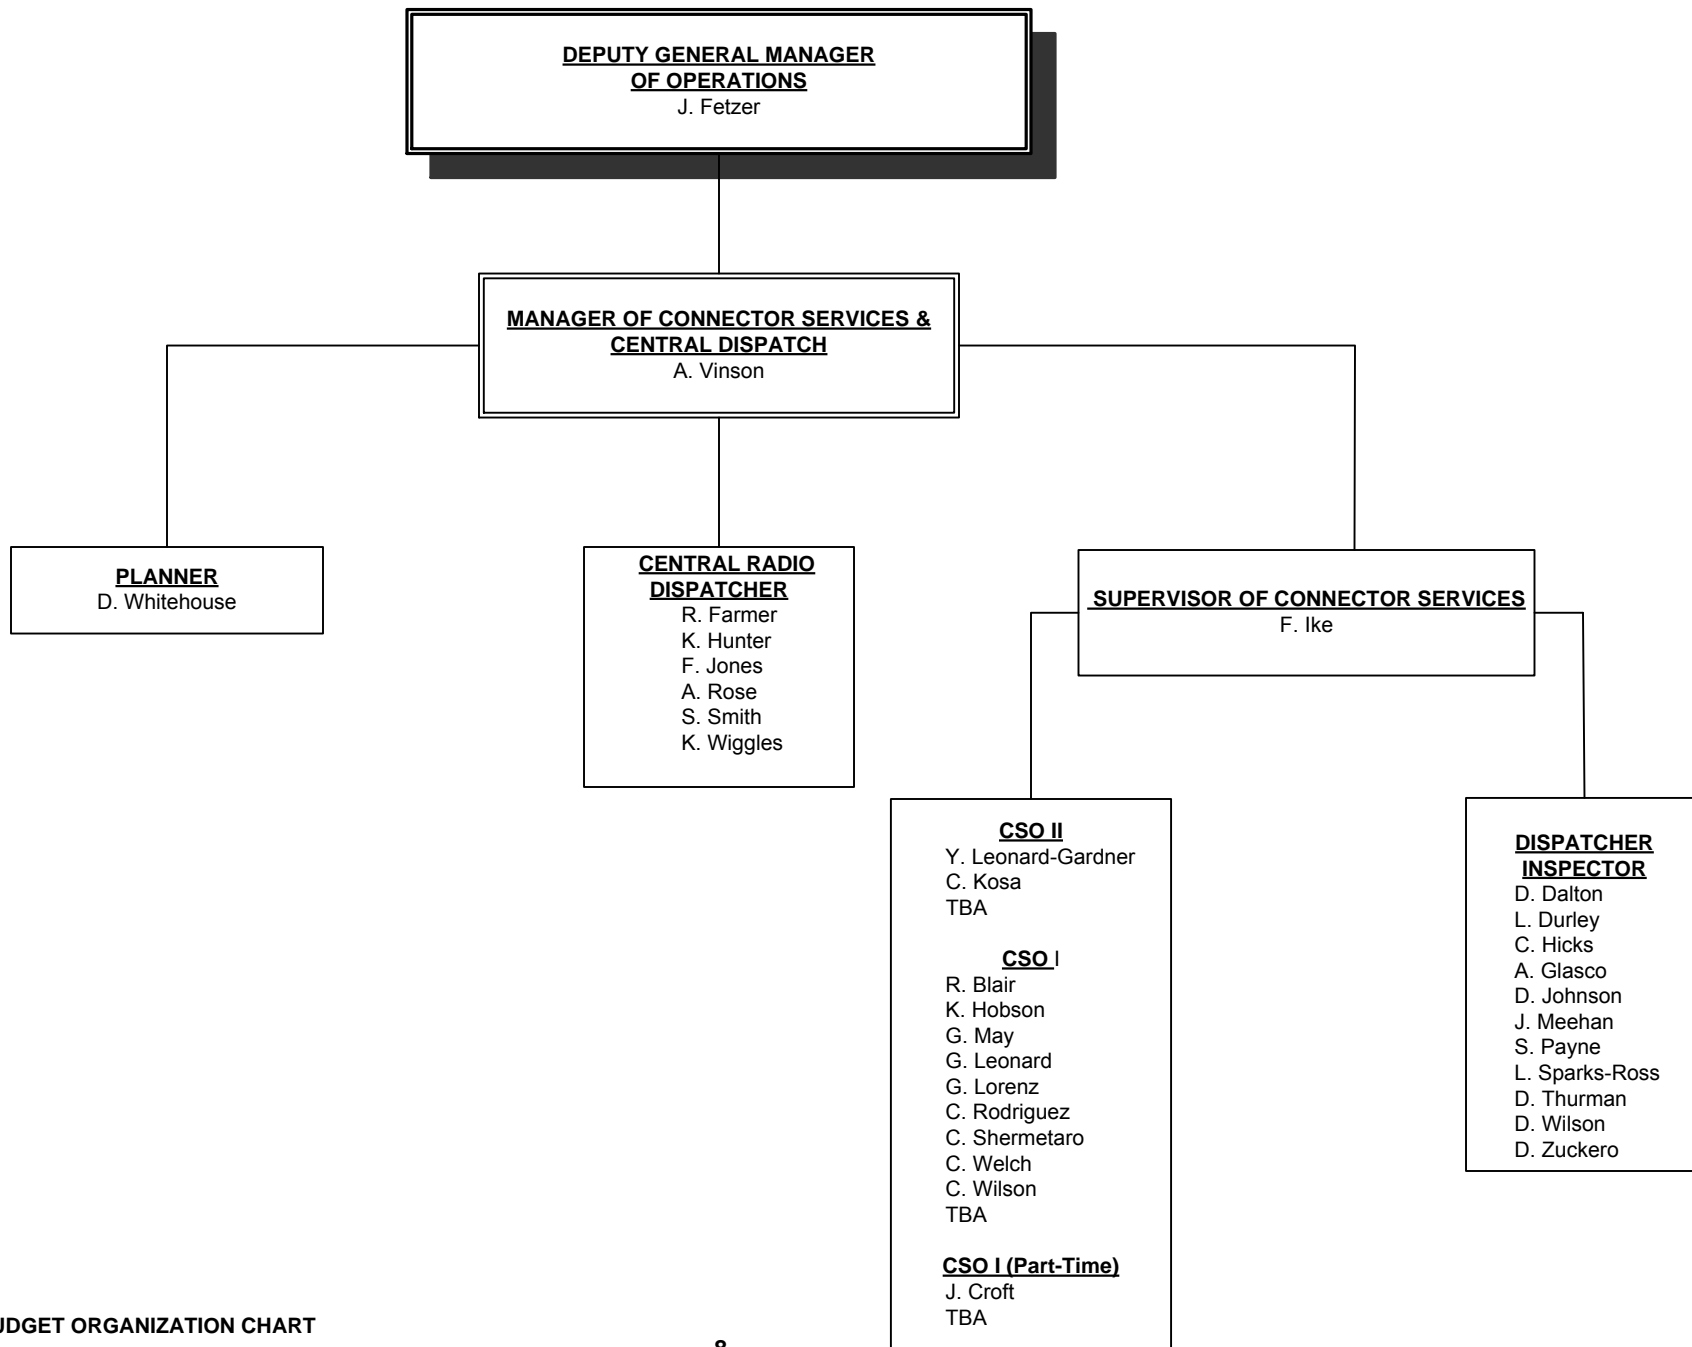 DEPUTY GENERAL MANAGER
OF OPERATIONS
J. Fetzer
MANAGER OF CONNECTOR SERVICES &
CENTRAL DISPATCH
A. Vinson
PLANNER
D. Whitehouse
CENTRAL RADIO
DISPATCHER
R. Farmer
K. Hunter
F. Jones
A. Rose
S. Smith
K. Wiggles
SUPERVISOR OF CONNECTOR SERVICES
F. Ike
CSO II
Y. Leonard-Gardner
C. Kosa
TBA
CSO I
R. Blair
K. Hobson
G. May
G. Leonard
G. Lorenz
C. Rodriguez
C. Shermetaro
C. Welch
C. Wilson
TBA
CSO I (Part-Time)
J. Croft
TBA
DISPATCHER
INSPECTOR
D. Dalton
L. Durley
C. Hicks
A. Glasco
D. Johnson
J. Meehan
S. Payne
L. Sparks-Ross
D. Thurman
D. Wilson
D. Zuckero
ORGANIZATION CHART